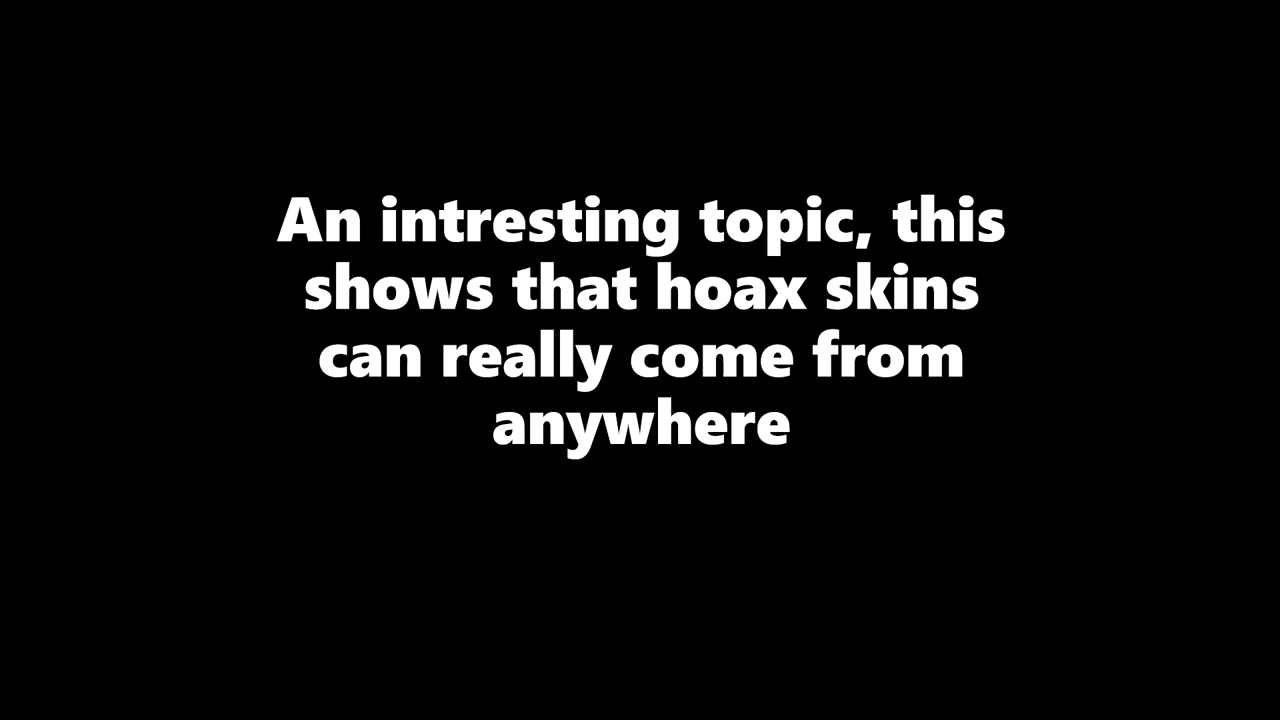 An intresting topic, this
shows that hoax skins
can really come from
anywhere